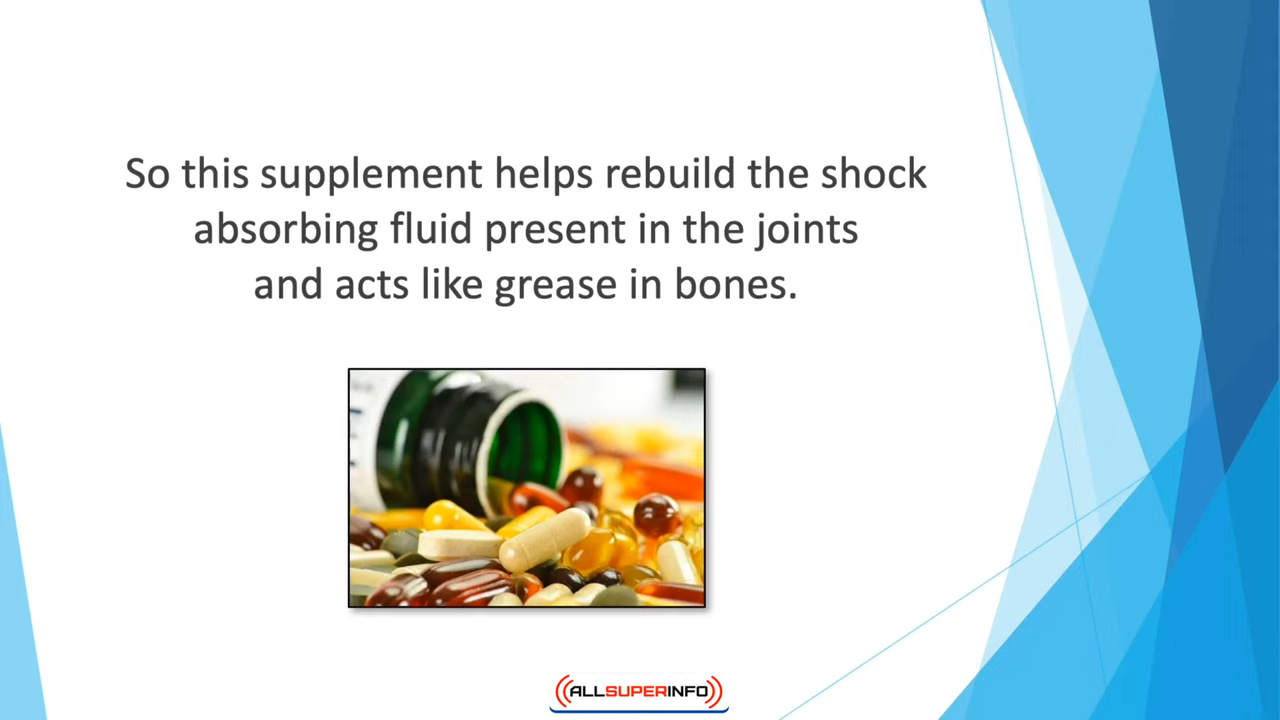 So this supplement helps rebuild the shock
absorbing fluid present in the joints
and acts like grease in bones.
ALLSUPERINFO